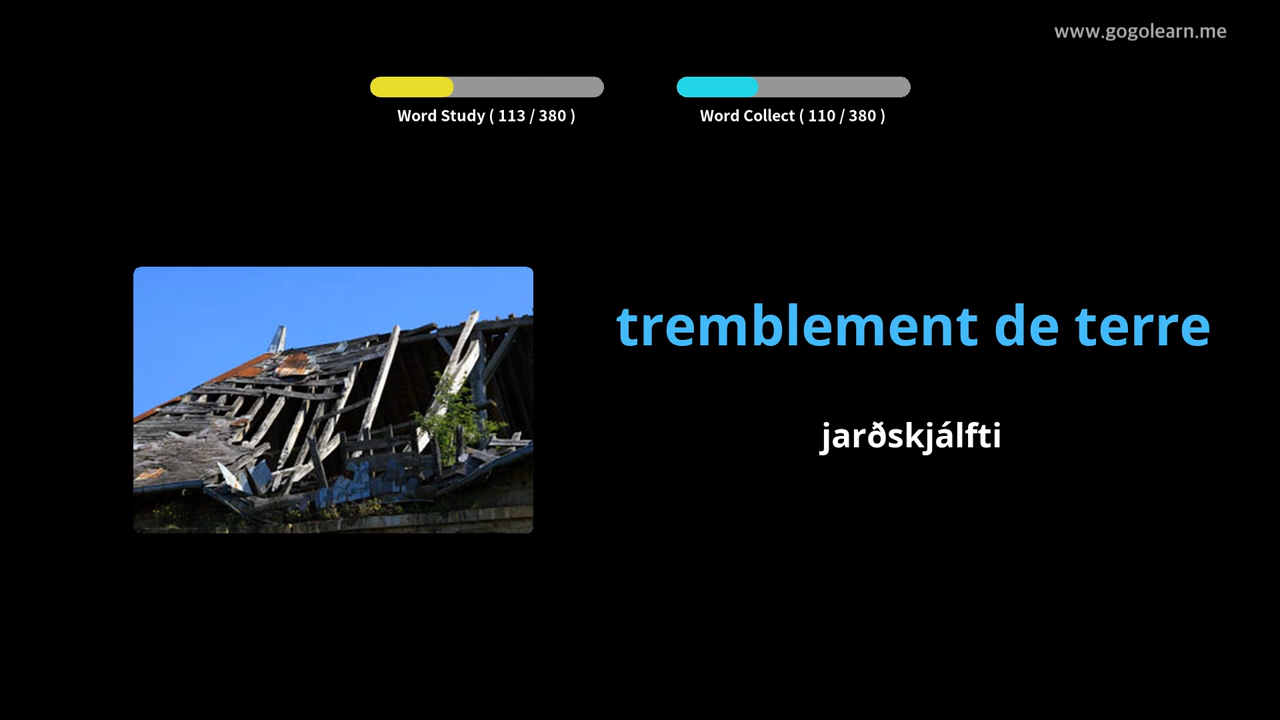 www.gogolearn.me
Word Study ( 113 / 380 )
Word Collect ( 110 / 380 )
tremblement de terre
jarðskjálfti